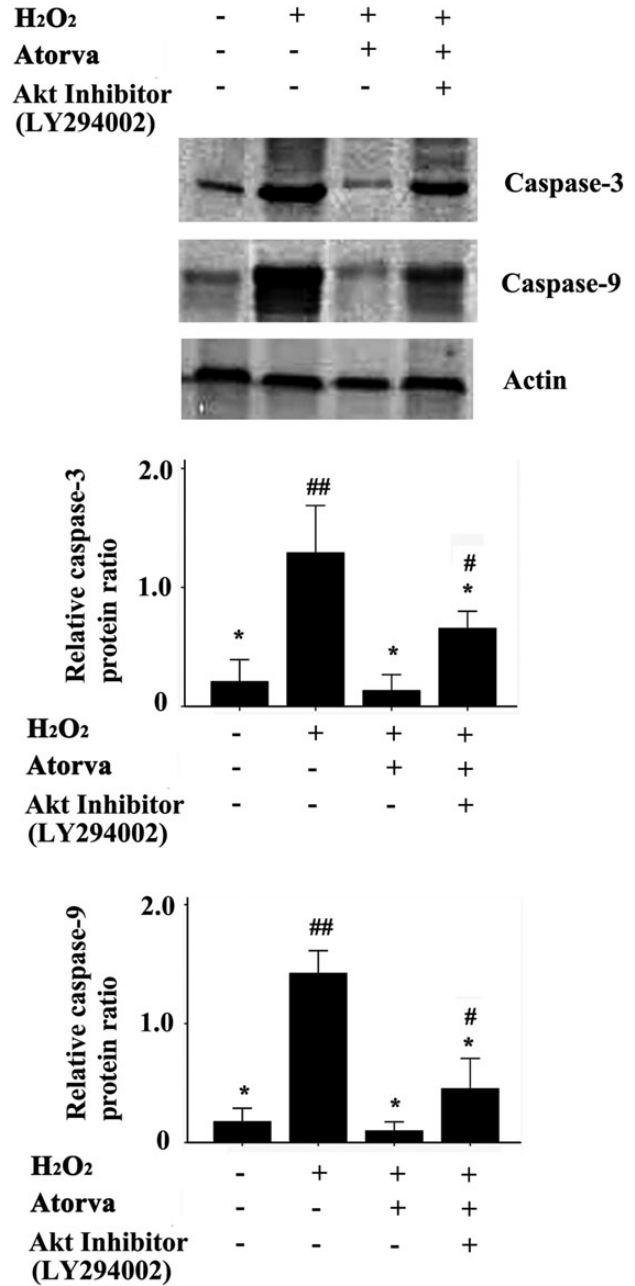 H₂O₂ - + + +
Atorva - - + +
Akt Inhibitor - - - +
(LY294002)
Caspase-3
Caspase-9
Actin
Relative caspase-3
protein ratio
2.0
1.0
0
* ## * #
*
H₂O₂ - + + +
Atorva - - + +
Akt Inhibitor - - - +
(LY294002)
Relative caspase-9
protein ratio
2.0
1.0
0
* ## * #
*
H₂O₂ - + + +
Atorva - - + +
Akt Inhibitor - - - +
(LY294002)